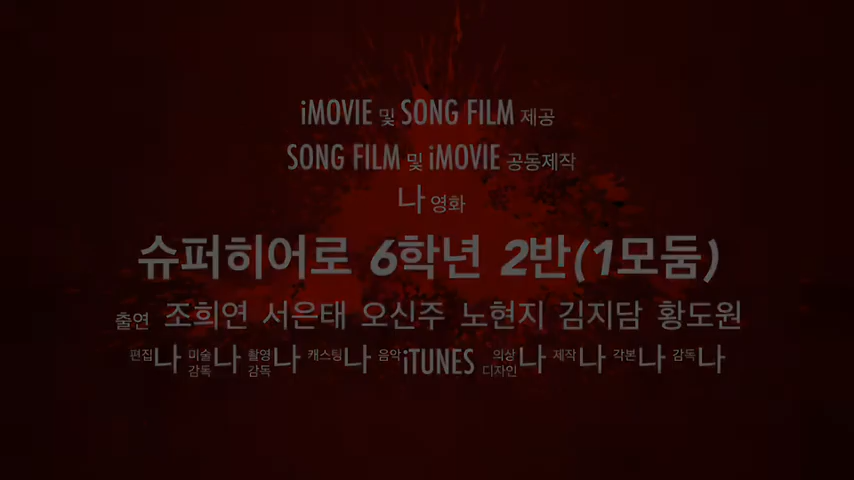 iMOVIE 및 SONG FILM 제공
SONG FILM 및 iMOVIE 공동제작
나 영화
슈퍼히어로 6학년 2반(1모둠)
출연 조희연 서은태 오신주 노현지 김지담 황도원
편집 나 미술감독 나 촬영감독 나 캐스팅 나 음악 iTUNES 의상디자인 나 제작 나 각본 나 감독 나